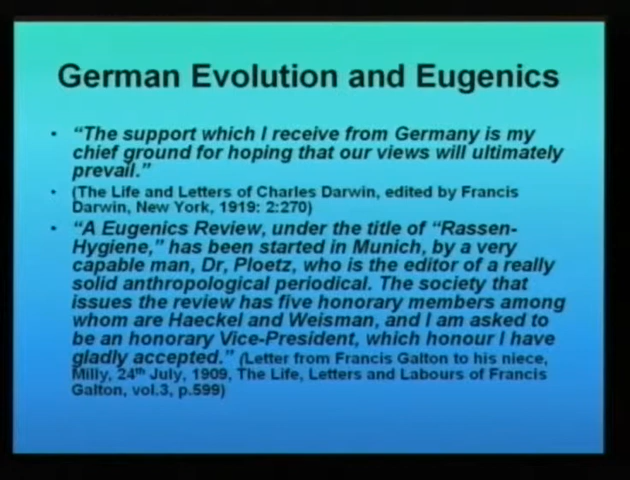 German Evolution and Eugenics
• “The support which I receive from Germany is my
chief ground for hoping that our views will ultimately
prevail.”
• (The Life and Letters of Charles Darwin, edited by Francis
Darwin, New York, 1919: 2:270)
• “A Eugenics Review, under the title of “Rassen-
Hygiene,” has been started in Munich, by a very
capable man, Dr, Ploetz, who is the editor of a really
solid anthropological periodical. The society that
issues the review has five honorary members among
whom are Haeckel and Weisman, and I am asked to
be an honorary Vice-President, which honour I have
gladly accepted.” (Letter from Francis Galton to his niece,
Milly, 24th July, 1909, The Life, Letters and Labours of Francis
Galton, vol.3, p.599)